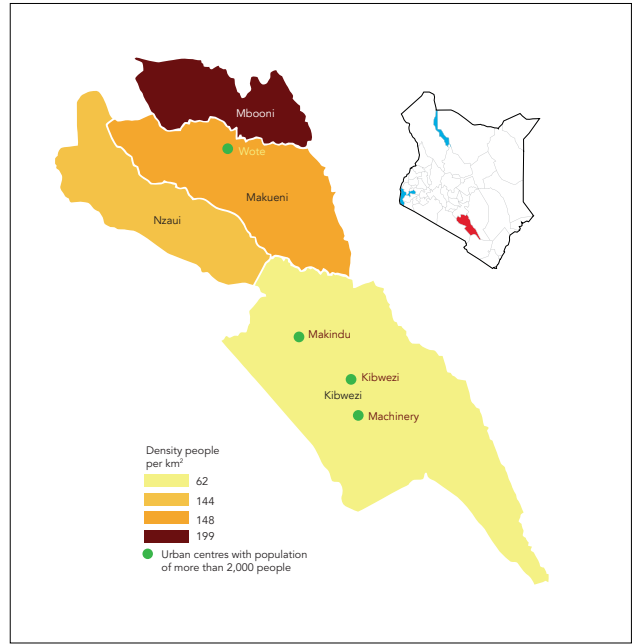 Mbooni
Wote
Makueni
Nzaui
Makindu
Kibwezi
Kibwezi
Machinery
Density people
per km²
62
144
148
199
Urban centres with population
of more than 2,000 people